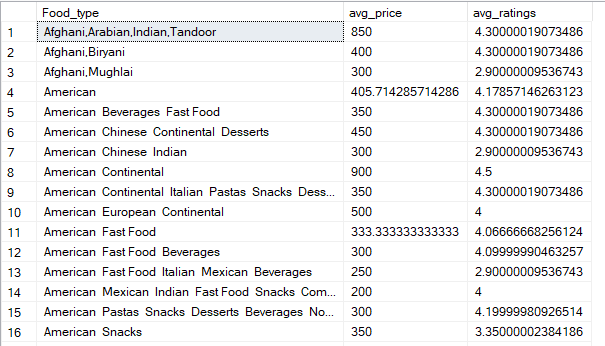 Food_type avg_price avg_ratings
1 Afghani,Arabian,Indian,Tandoor 850 4.30000019073486
2 Afghani,Biryani 400 4.30000019073486
3 Afghani,Mughlai 300 2.90000009536743
4 American 405.714285714286 4.17857146263123
5 American Beverages Fast Food 350 4.30000019073486
6 American Chinese Continental Desserts 450 4.30000019073486
7 American Chinese Indian 300 2.90000009536743
8 American Continental 900 4.5
9 American Continental Italian Pastas Snacks Dess... 350 4.30000019073486
10 American European Continental 500 4
11 American Fast Food 333.333333333333 4.06666668256124
12 American Fast Food Beverages 300 4.09999990463257
13 American Fast Food Italian Mexican Beverages 250 2.90000009536743
14 American Mexican Indian Fast Food Snacks Com... 200 4
15 American Pastas Snacks Desserts Beverages No... 300 4.19999980926514
16 American Snacks 350 3.35000002384186